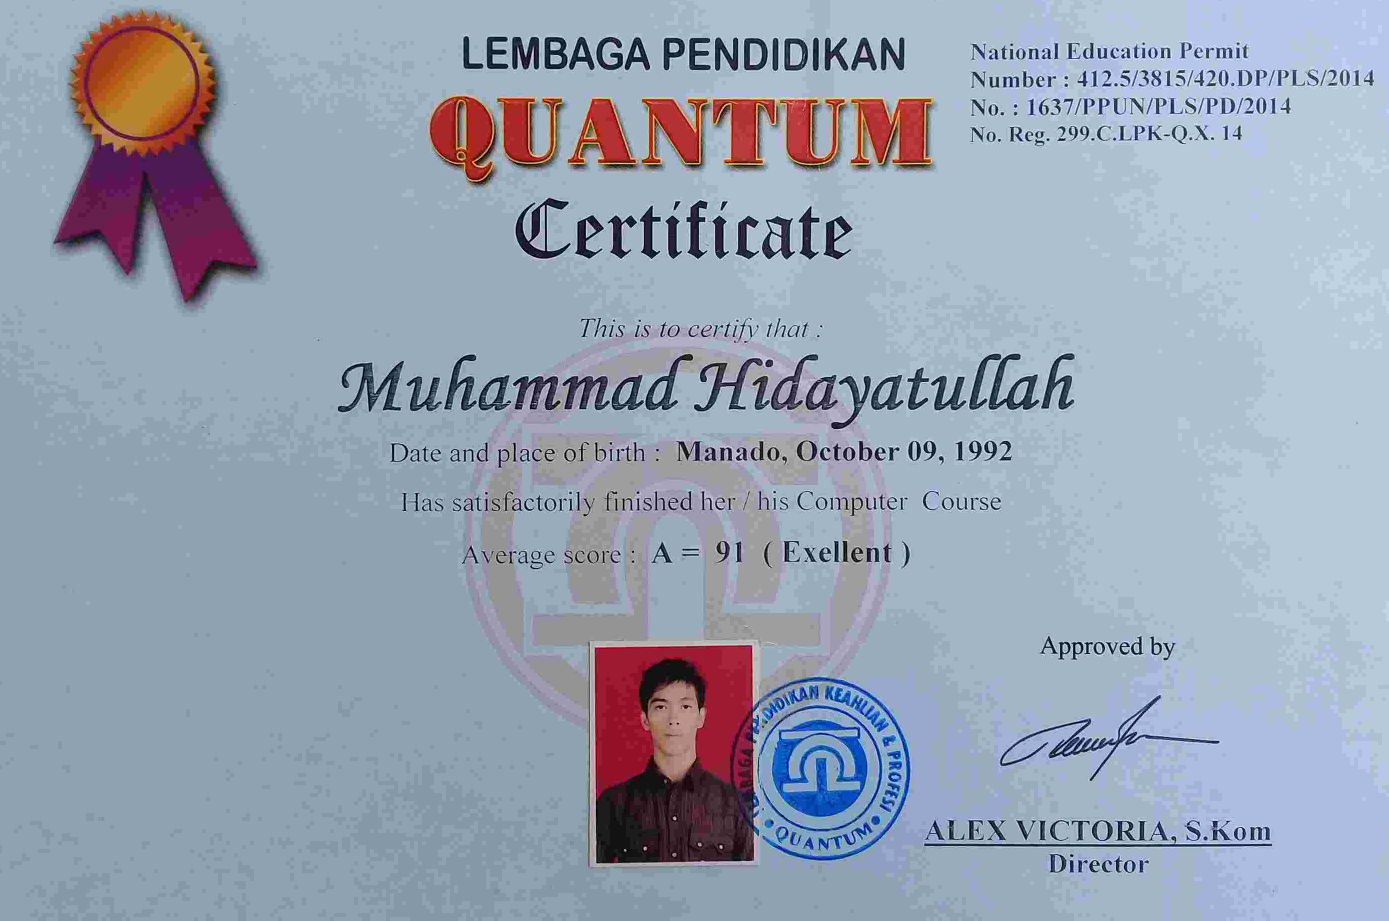 LEMBAGA PENDIDIKAN
QUANTUM
Certificate
National Education Permit
Number : 412.5/3815/420.DP/PLS/2014
No. : 1637/PPUN/PLS/PD/2014
No. Reg. 299.C.LPK-Q.X. 14
This is to certify that :
Muhammad Hidayatullah
Date and place of birth : Manado, October 09, 1992
Has satisfactorily finished her / his Computer Course
Average score : A = 91 ( Exellent )
Approved by
LEMBAGA PENDIDIKAN KEAHLIAN & PROFESI
QUANTUM
ALEX VICTORIA, S.Kom
Director